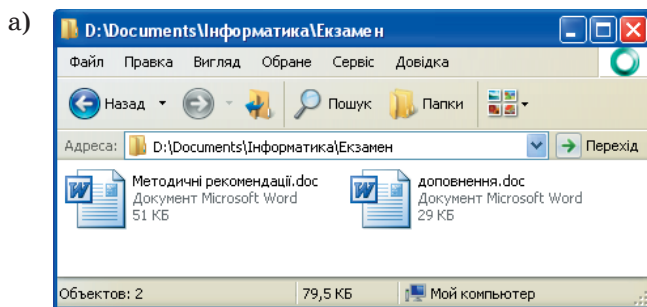 а)
D:\Documents\Інформатика\Екзамен
Файл Правка Вигляд Обране Сервіс Довідка
Назад Пошук Папки
Адреса: D:\Documents\Інформатика\Екзамен Перехід
Методичні рекомендації.doc
Документ Microsoft Word
51 КБ
доповнення.doc
Документ Microsoft Word
29 КБ
Объектов: 2 79,5 КБ Мой компьютер